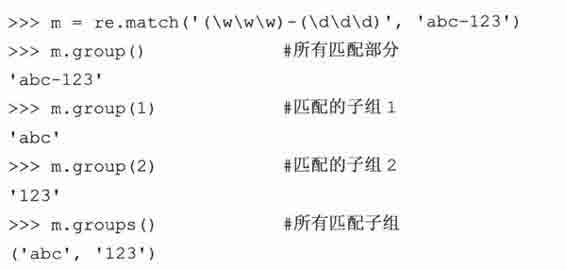 >>> m = re.match('(\w\w\w)-(\d\d\d)', 'abc-123')
>>> m.group() #所有匹配部分
'abc-123'
>>> m.group(1) #匹配的子组 1
'abc'
>>> m.group(2) #匹配的子组 2
'123'
>>> m.groups() #所有匹配子组
('abc', '123')